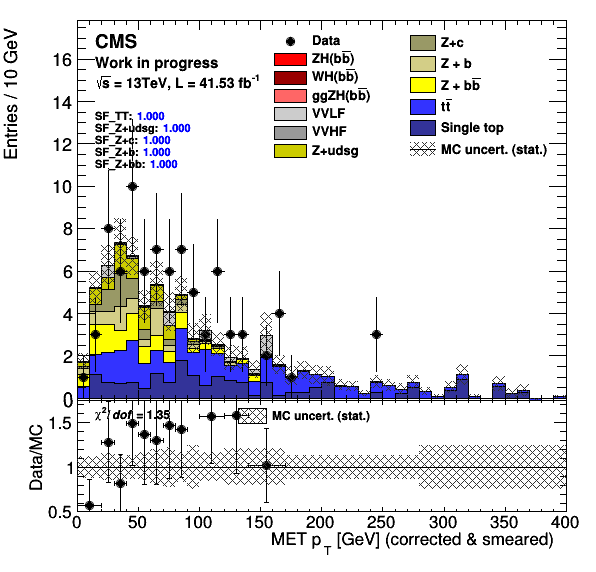 Entries / 10 GeV
CMS
Work in progress
√s = 13TeV, L = 41.53 fb⁻¹
SF_TT: 1.000
SF_Z+udsg: 1.000
SF_Z+c: 1.000
SF_Z+b: 1.000
SF_Z+bb: 1.000
Data
ZH(bb̅)
WH(bb̅)
ggZH(bb̅)
VVLF
VVHF
Z+udsg
Z+c
Z + b
Z + bb̅
tt̅
Single top
MC uncert. (stat.)
16
14
12
10
8
6
4
2
0
χ²/ dof = 1.35
MC uncert. (stat.)
Data/MC
1.5
1
0.5
0 50 100 150 200 250 300 350 400
MET p_T [GeV] (corrected & smeared)